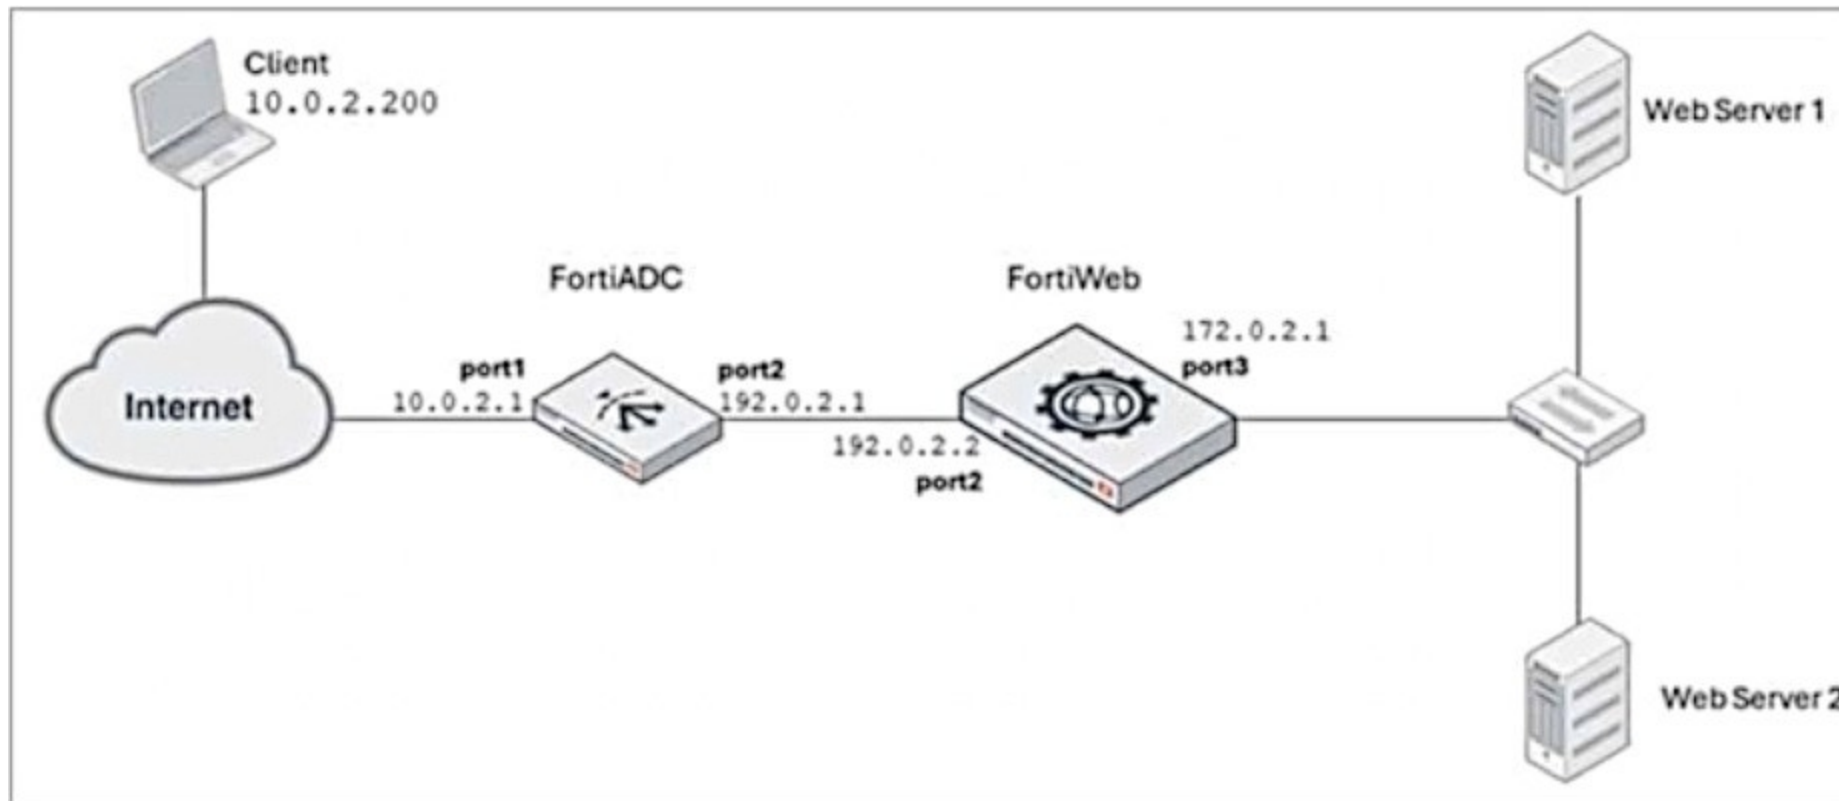 Client
10.0.2.200
Web Server 1
FortiADC
FortiWeb
172.0.2.1
port3
port1
10.0.2.1
port2
192.0.2.1
Internet
192.0.2.2
port2
Web Server 2